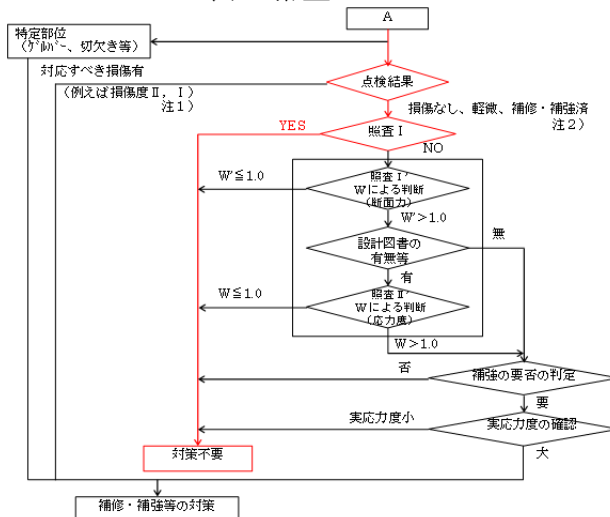 A
特定部位
(ｹﾞﾙﾊﾞｰ、切欠き等)
対応すべき損傷有
(例えば損傷度Ⅱ，Ⅰ)
注１)
点検結果
損傷なし、軽微、補修・補強済
注２)
YES
照査Ⅰ
NO
W'≦1.0
照査Ⅰ'
Wによる判断
(断面力)
W'>1.0
無
設計図書の
有無等
有
W≦1.0
照査Ⅱ'
Wによる判断
(応力度)
W>1.0
否
補強の要否の判定
要
実応力度小
実応力度の確認
対策不要
大
補修・補強等の対策